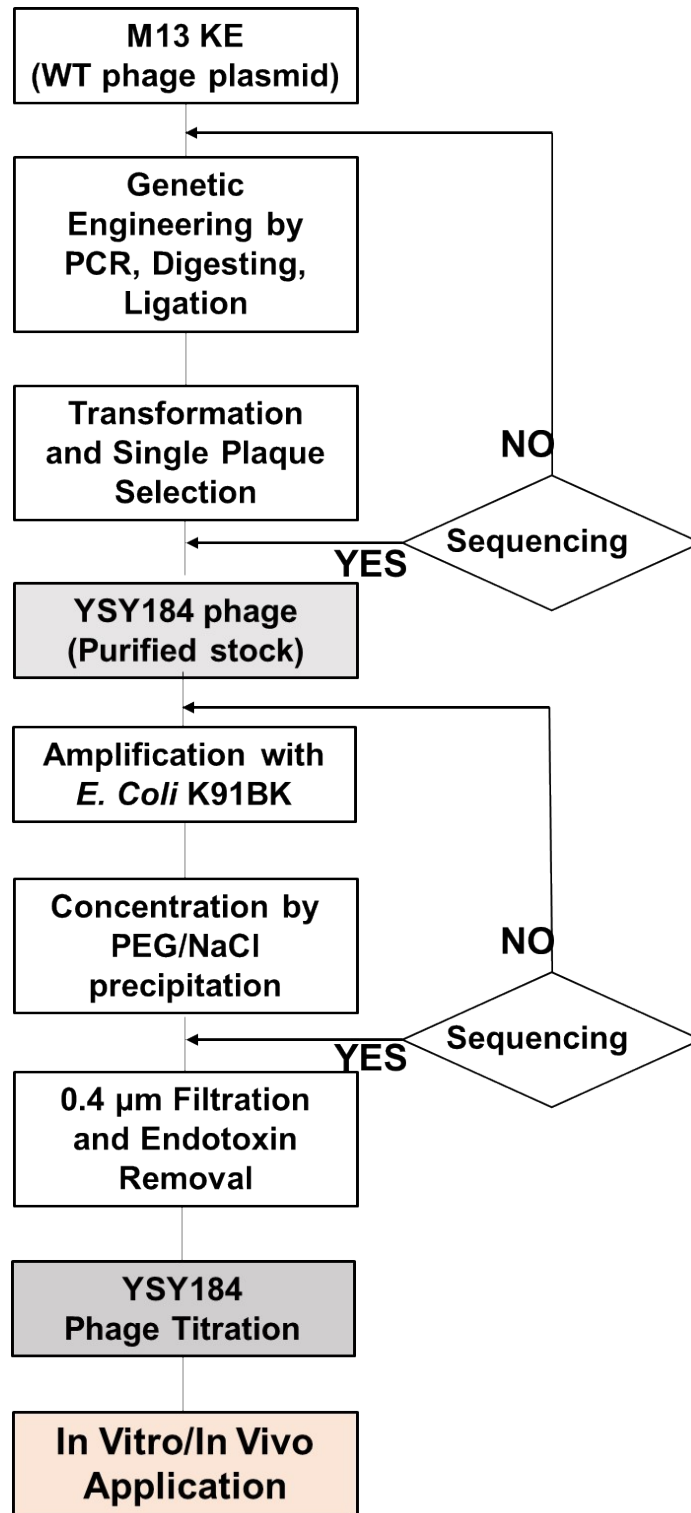 M13 KE
(WT phage plasmid)
Genetic
Engineering by
PCR, Digesting,
Ligation
Transformation
and Single Plaque
Selection
NO
Sequencing
YES
YSY184 phage
(Purified stock)
Amplification with
E. Coli K91BK
Concentration by
PEG/NaCl
precipitation
NO
Sequencing
YES
0.4 µm Filtration
and Endotoxin
Removal
YSY184
Phage Titration
In Vitro/In Vivo
Application